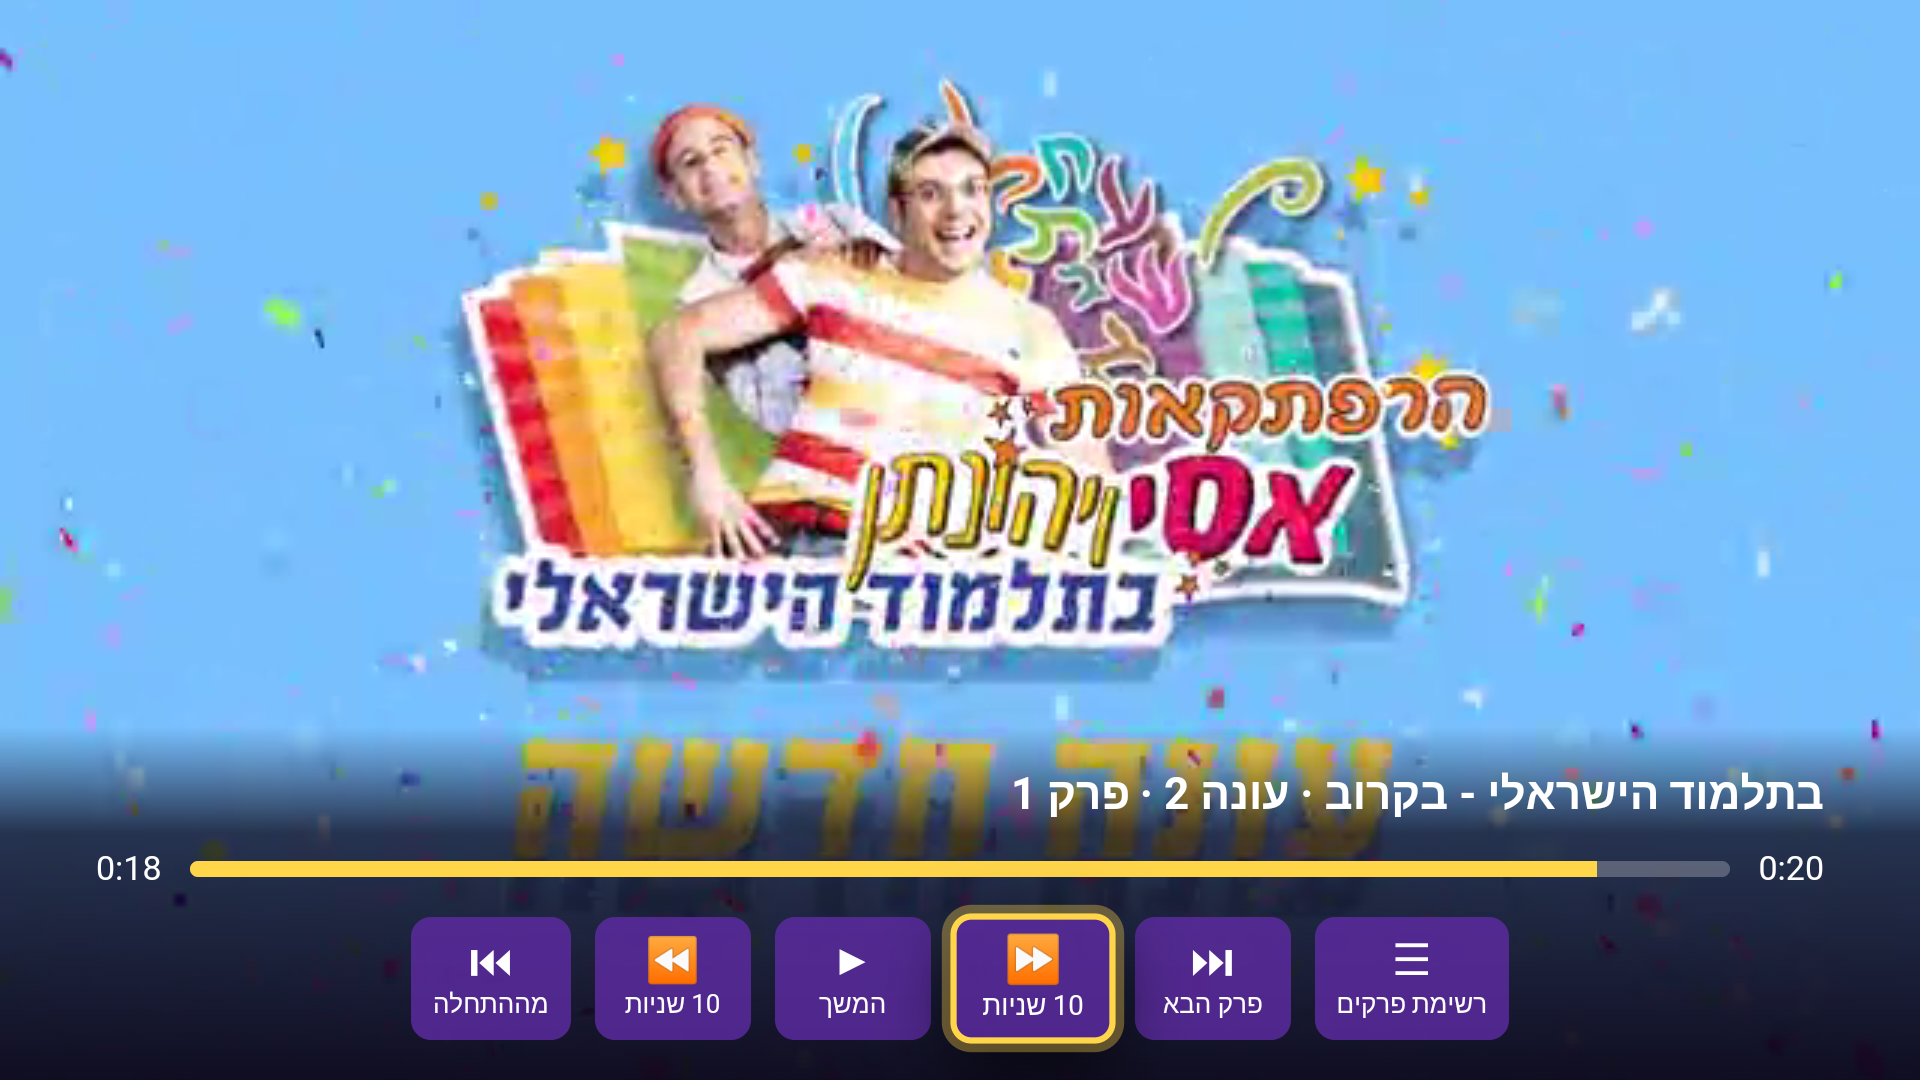 הרפתקאות
אסי ויהונתן
בתלמוד הישראלי
עונה חדשה
בתלמוד הישראלי - בקרוב · עונה 2 · פרק 1
0:18
0:20
מההתחלה
10 שניות
המשך
10 שניות
פרק הבא
רשימת פרקים